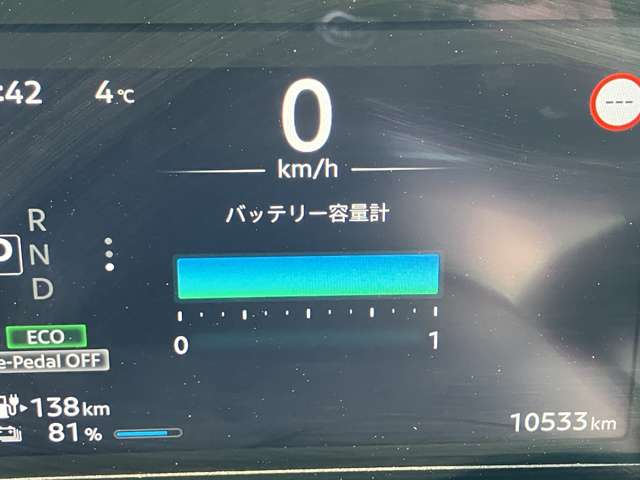 :42 4℃
0
---
km/h
バッテリー容量計
R
P N
D
0 1
ECO
e-Pedal OFF
138km
81% 10533km